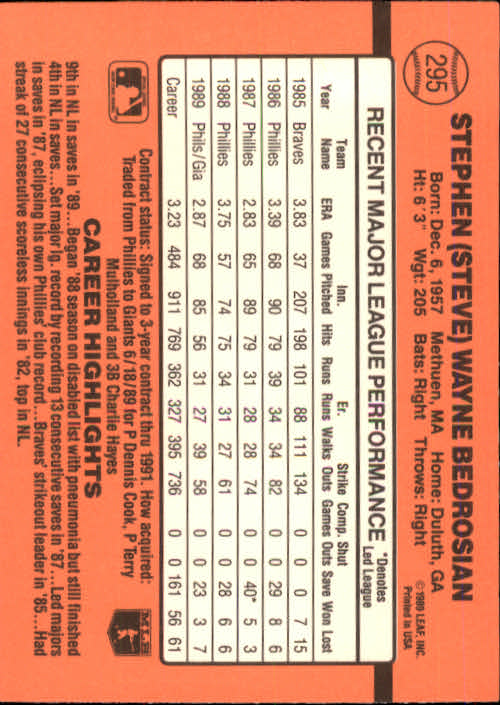 295
STEPHEN (STEVE) WAYNE BEDROSIAN
Born: Dec. 6, 1957 Methuen, MA Home: Duluth, GA
Ht: 6' 3" Wgt: 205 Bats: Right Throws: Right
© 1989 LEAF, INC.
Printed in USA
RECENT MAJOR LEAGUE PERFORMANCE *Denotes Led League
Team Inn. Er. Strike Comp. Shut
Year Name ERA Games Pitched Hits Runs Runs Walks Outs Games Outs Save Won Lost
1985 Braves 3.83 37 207 198 101 88 111 134 0 0 0 7 15
1986 Phillies 3.39 68 90 79 39 34 34 82 0 0 29 8 6
1987 Phillies 2.83 65 89 79 31 28 28 74 0 0 40* 5 3
1988 Phillies 3.75 57 74 75 34 31 27 61 0 0 28 6 6
1989 Phils/Gia 2.87 68 85 56 31 27 39 58 0 0 23 3 7
Career 3.23 484 911 769 362 327 395 736 0 0 161 56 61
Contract status: Signed to 3-year contract thru 1991. How acquired:
Traded from Phillies to Giants 6/18/89 for P Dennis Cook, P Terry
Mulholland and 3B Charlie Hayes
MLB
CAREER HIGHLIGHTS
9th in NL in saves in '89...Began '88 season on disabled list with pneumonia but still finished
4th in NL in saves...Set major lg. record by recording 13 consecutive saves in '87...Led majors
in saves in '87, eclipsing his own Phillies' club record...Braves' strikeout leader in '85...Had
streak of 27 consecutive scoreless innings in '82, top in NL.